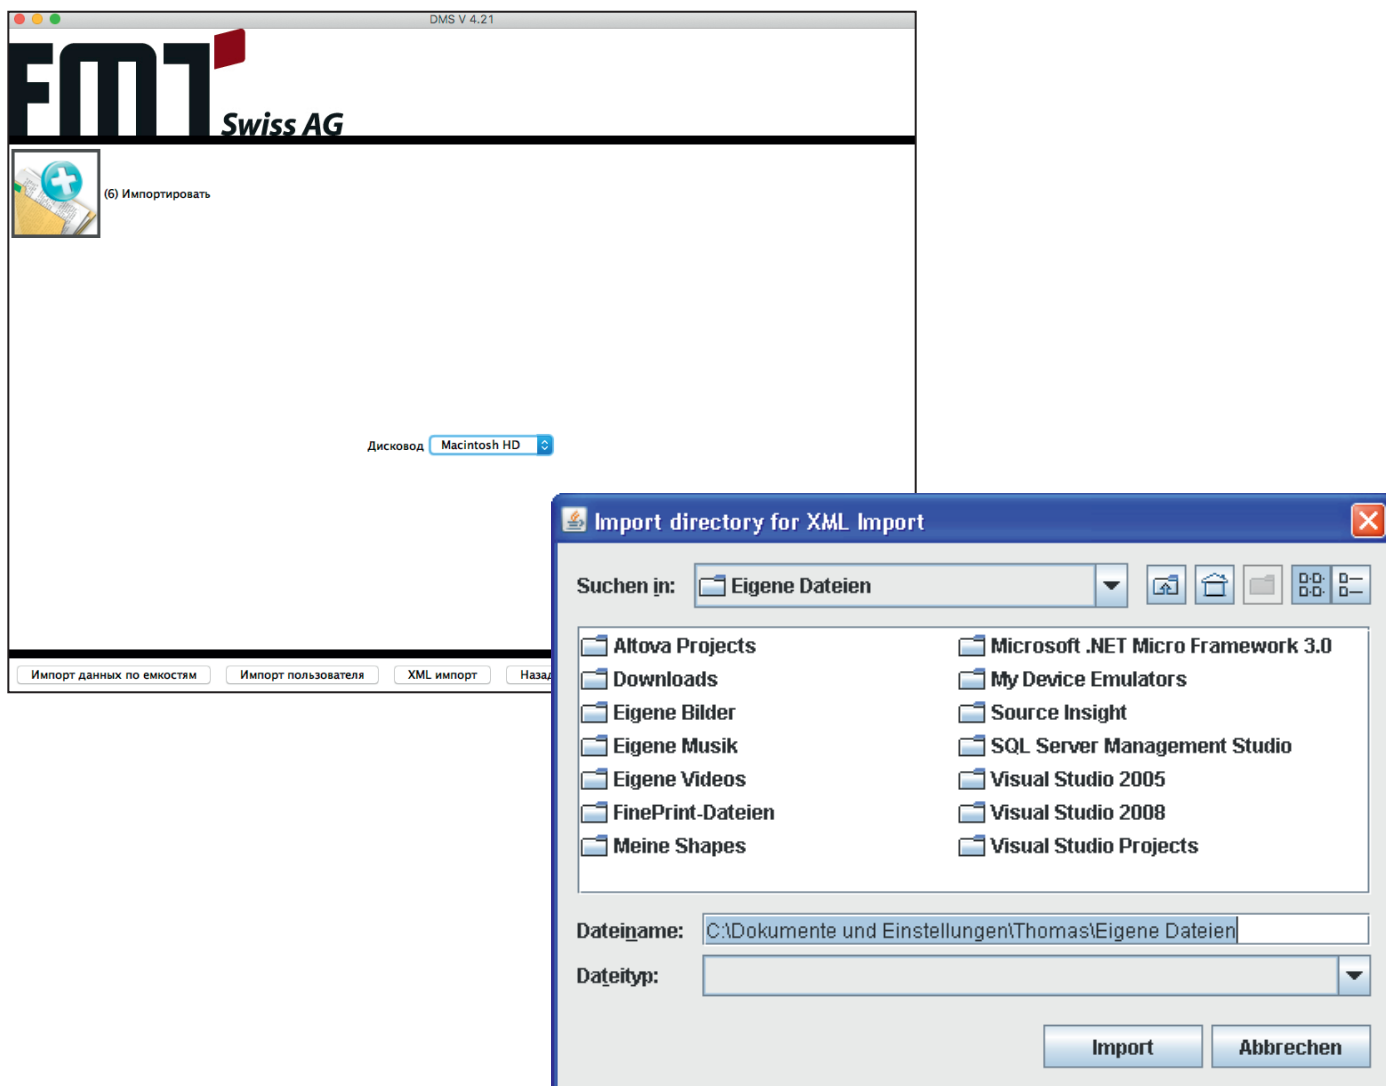 DMS V 4.21
FMT
Swiss AG
(6) Импортировать
Дисковод Macintosh HD
Импорт данных по емкостям Импорт пользователя XML импорт Назад
Import directory for XML Import
Suchen in: Eigene Dateien
Altova Projects Microsoft .NET Micro Framework 3.0
Downloads My Device Emulators
Eigene Bilder Source Insight
Eigene Musik SQL Server Management Studio
Eigene Videos Visual Studio 2005
FinePrint-Dateien Visual Studio 2008
Meine Shapes Visual Studio Projects
Dateiname: C:\Dokumente und Einstellungen\Thomas\Eigene Dateien
Dateityp:
Import Abbrechen